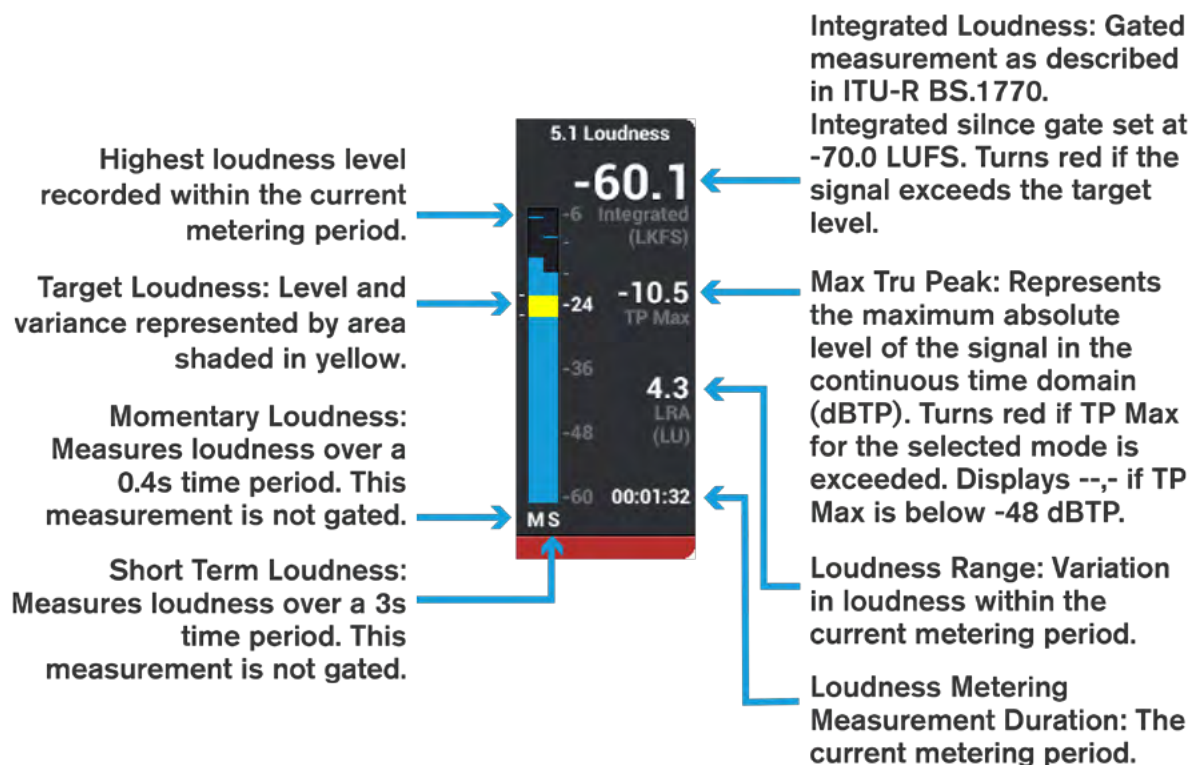 Highest loudness level
recorded within the current
metering period.
Target Loudness: Level and
variance represented by area
shaded in yellow.
Momentary Loudness:
Measures loudness over a
0.4s time period. This
measurement is not gated.
Short Term Loudness:
Measures loudness over a 3s
time period. This
measurement is not gated.
5.1 Loudness
-60.1
-6 Integrated
(LKFS)
-
-
-10.5
- -24 TP Max
-
-36
4.3
LRA
-48 (LU)
-60 00:01:32
M S
Integrated Loudness: Gated
measurement as described
in ITU-R BS.1770.
Integrated silnce gate set at
-70.0 LUFS. Turns red if the
signal exceeds the target
level.
Max Tru Peak: Represents
the maximum absolute
level of the signal in the
continuous time domain
(dBTP). Turns red if TP Max
for the selected mode is
exceeded. Displays --,- if TP
Max is below -48 dBTP.
Loudness Range: Variation
in loudness within the
current metering period.
Loudness Metering
Measurement Duration: The
current metering period.